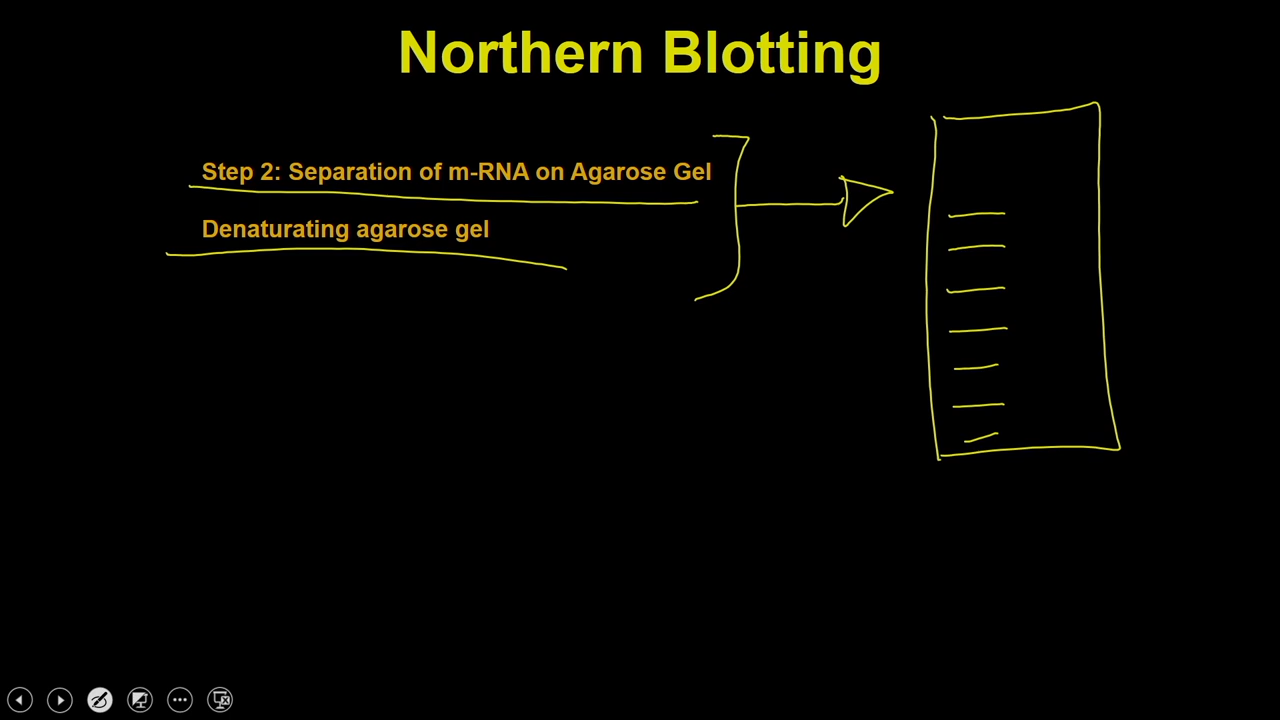 Northern Blotting
Step 2: Separation of m-RNA on Agarose Gel
Denaturating agarose gel